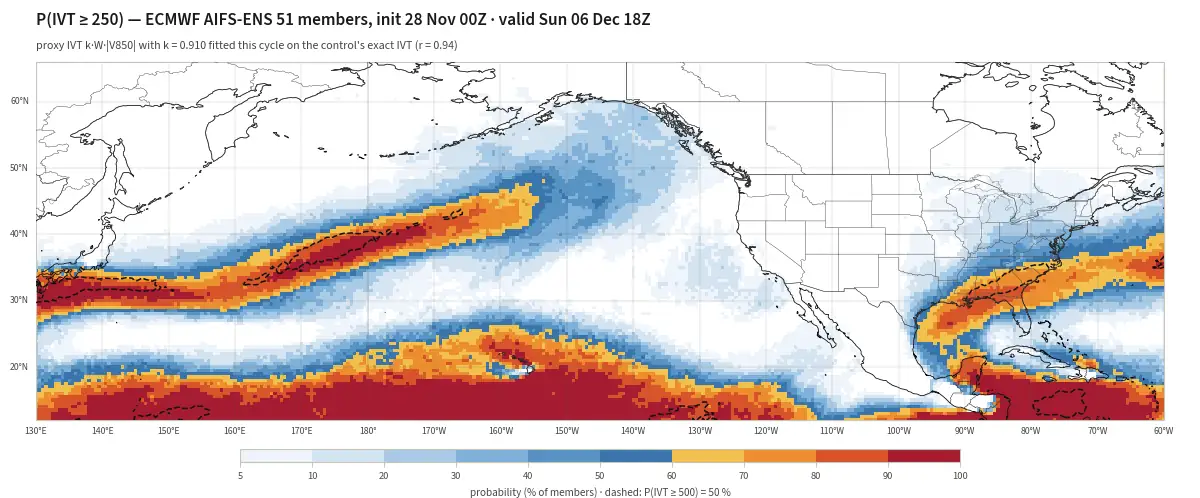 P(IVT ≥ 250) — ECMWF AIFS-ENS 51 members, init 28 Nov 00Z · valid Sun 06 Dec 18Z
proxy IVT k·W·|V850| with k = 0.910 fitted this cycle on the control's exact IVT (r = 0.94)
60°N
50°N
40°N
30°N
20°N
130°E 140°E 150°E 160°E 170°E 180° 170°W 160°W 150°W 140°W 130°W 120°W 110°W 100°W 90°W 80°W 70°W 60°W
5 10 20 30 40 50 60 70 80 90 100
probability (% of members) · dashed: P(IVT ≥ 500) = 50 %